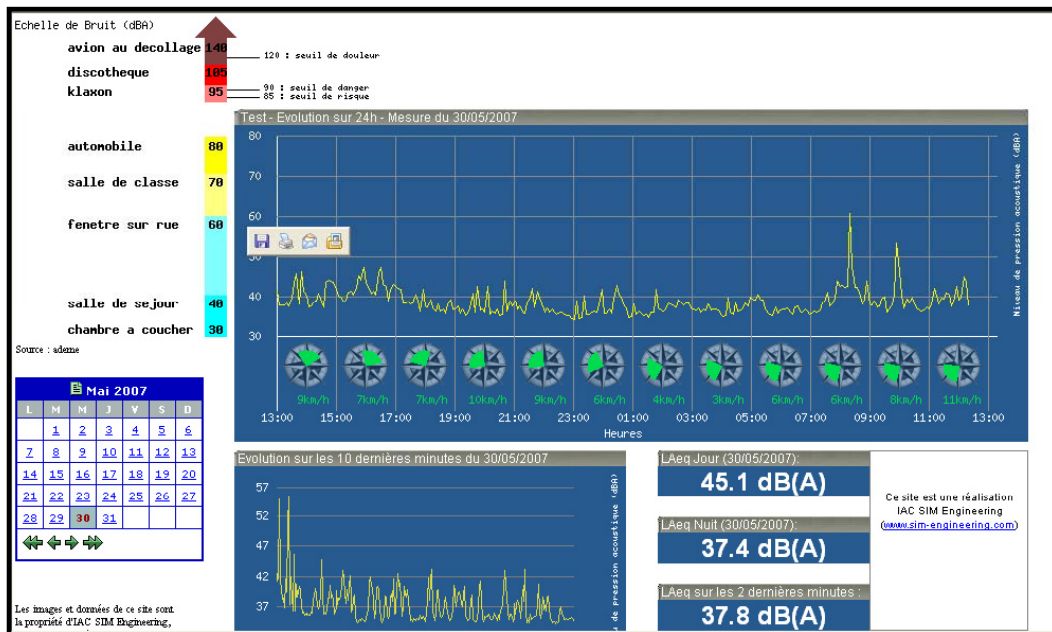 Echelle de Bruit (dBA)
avion au decollage 140
120 : seuil de douleur
discotheque 105
klaxon 95
90 : seuil de danger
85 : seuil de risque
automobile 80
salle de classe 70
fenetre sur rue 60
salle de sejour 40
chambre a coucher 30
Source : ademe
Test - Evolution sur 24h - Mesure du 30/05/2007
80
70
60
40
30
Niveau de pression acoustique (dBA)
9km/h 7km/h 7km/h 10km/h 9km/h 6km/h 4km/h 3km/h 6km/h 6km/h 8km/h 11km/h
13:00 15:00 17:00 19:00 21:00 23:00 01:00 03:00 05:00 07:00 09:00 11:00 13:00
Heures
Mai 2007
L M M J V S D
1 2 3 4 5 6
7 8 9 10 11 12 13
14 15 16 17 18 19 20
21 22 23 24 25 26 27
28 29 30 31
Les images et données de ce site sont
la propriété d'IAC SIM Engineering,
Evolution sur les 10 dernières minutes du 30/05/2007
57
52
47
42
37
u de pression acoustique (dBA)
LAeq Jour (30/05/2007):
45.1 dB(A)
LAeq Nuit (30/05/2007):
37.4 dB(A)
LAeq sur les 2 dernières minutes :
37.8 dB(A)
Ce site est une réalisation
IAC SIM Engineering
(www.sim-engineering.com)